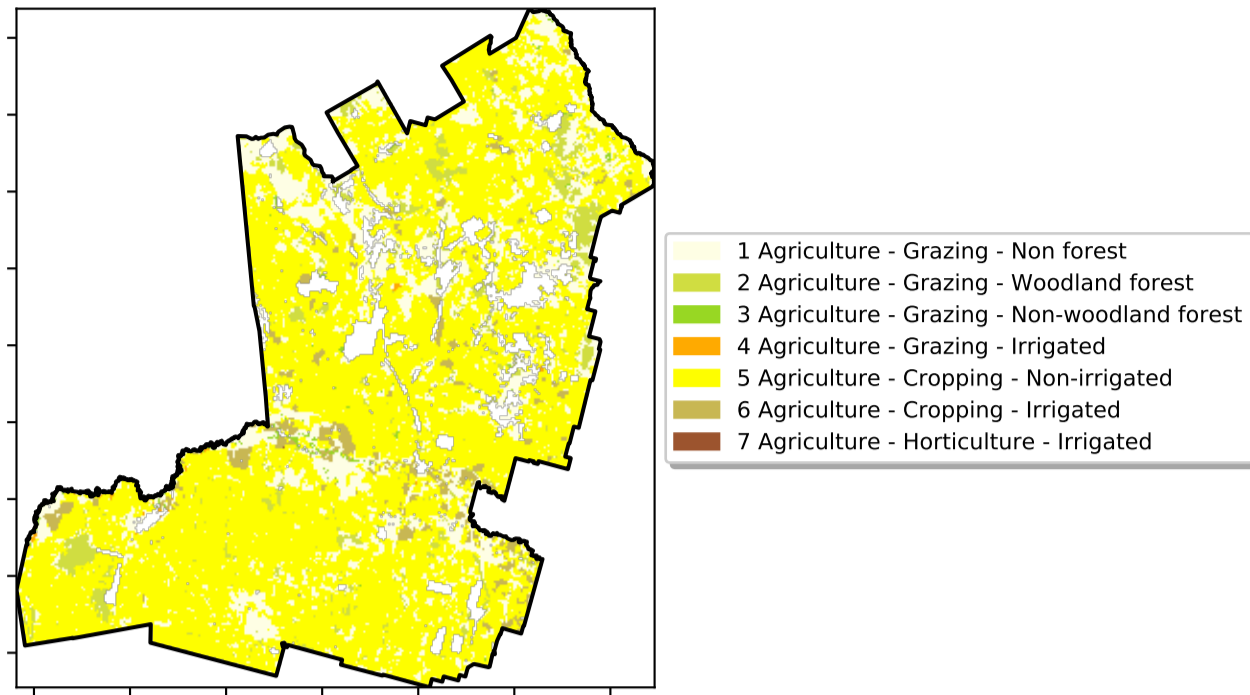 1 Agriculture - Grazing - Non forest
2 Agriculture - Grazing - Woodland forest
3 Agriculture - Grazing - Non-woodland forest
4 Agriculture - Grazing - Irrigated
5 Agriculture - Cropping - Non-irrigated
6 Agriculture - Cropping - Irrigated
7 Agriculture - Horticulture - Irrigated